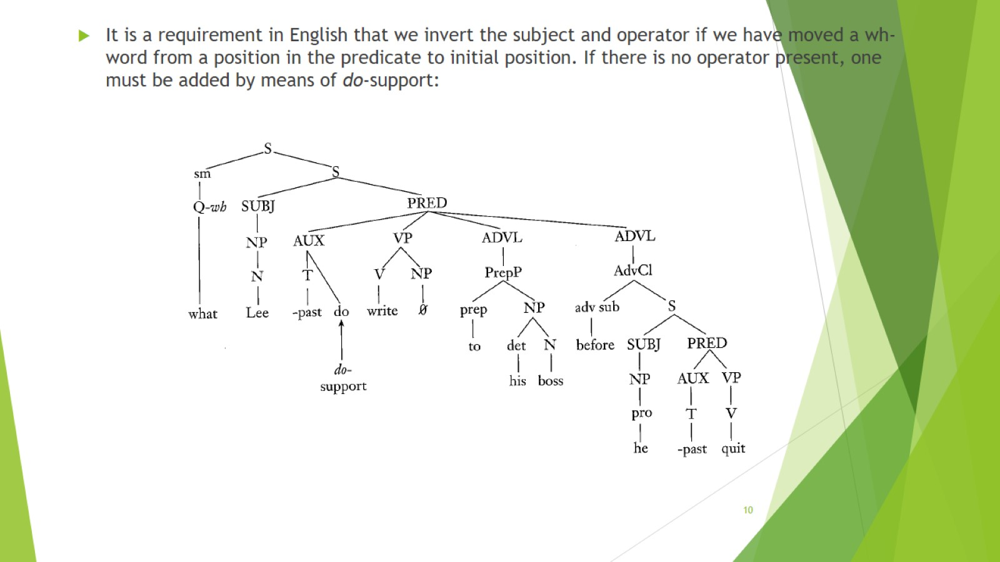 It is a requirement in English that we invert the subject and operator if we have moved a wh-
word from a position in the predicate to initial position. If there is no operator present, one
must be added by means of do-support:
S
sm S
Q-wh SUBJ PRED
NP AUX VP ADVL ADVL
N T V NP PrepP AdvCl
what Lee -past do write ∅ prep NP adv sub S
to det N before SUBJ PRED
do-
support his boss NP AUX VP
pro T V
he -past quit
10